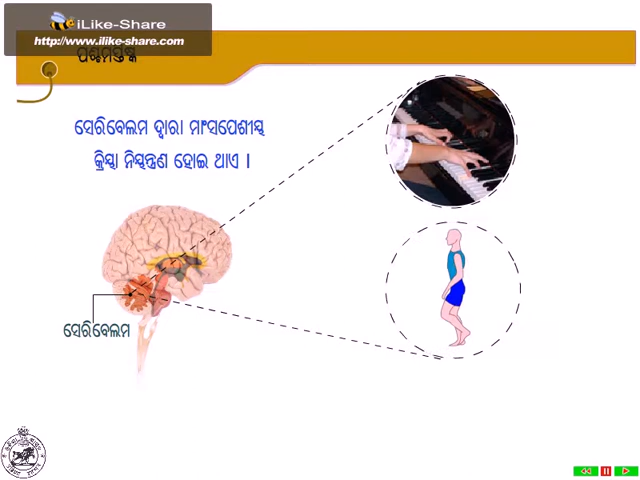 iLike-Share
http://www.ilike-share.com
ପଶ୍ଚମସ୍ତିଷ୍କ
ସେରିବେଲମ ଦ୍ୱାରା ମାଂସପେଶୀୟ
କ୍ରିୟା ନିୟନ୍ତ୍ରଣ ହୋଇ ଥାଏ ।
ସେରିବେଲମ